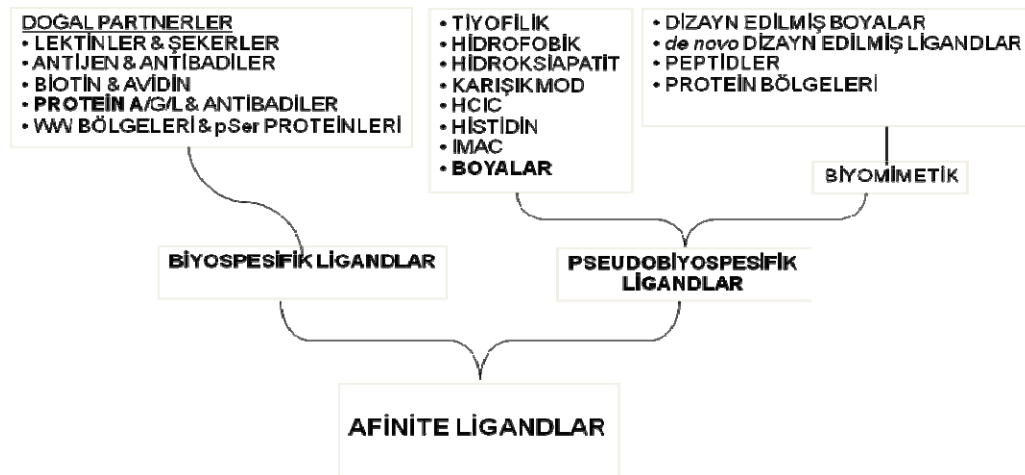 DOĞAL PARTNERLER
• LEKTİNLER & ŞEKERLER
• ANTİJEN & ANTİBADİLER
• BİOTİN & AVİDİN
• PROTEİN A/G/L & ANTİBADİLER
• WW BÖLGELERİ & pSer PROTEİNLERİ
• TİYOFİLİK
• HİDROFOBİK
• HİDROKSİAPATİT
• KARIŞIK MOD
• HCIC
• HİSTİDİN
• IMAC
• BOYALAR
• DİZAYN EDİLMİŞ BOYALAR
• de novo DİZAYN EDİLMİŞ LİGANDLAR
• PEPTİDLER
• PROTEİN BÖLGELERİ
BİYOMİMETİK
BİYOSPESİFİK LİGANDLAR
PSEUDOBİYOSPESİFİK
LİGANDLAR
AFİNİTE LİGANDLAR